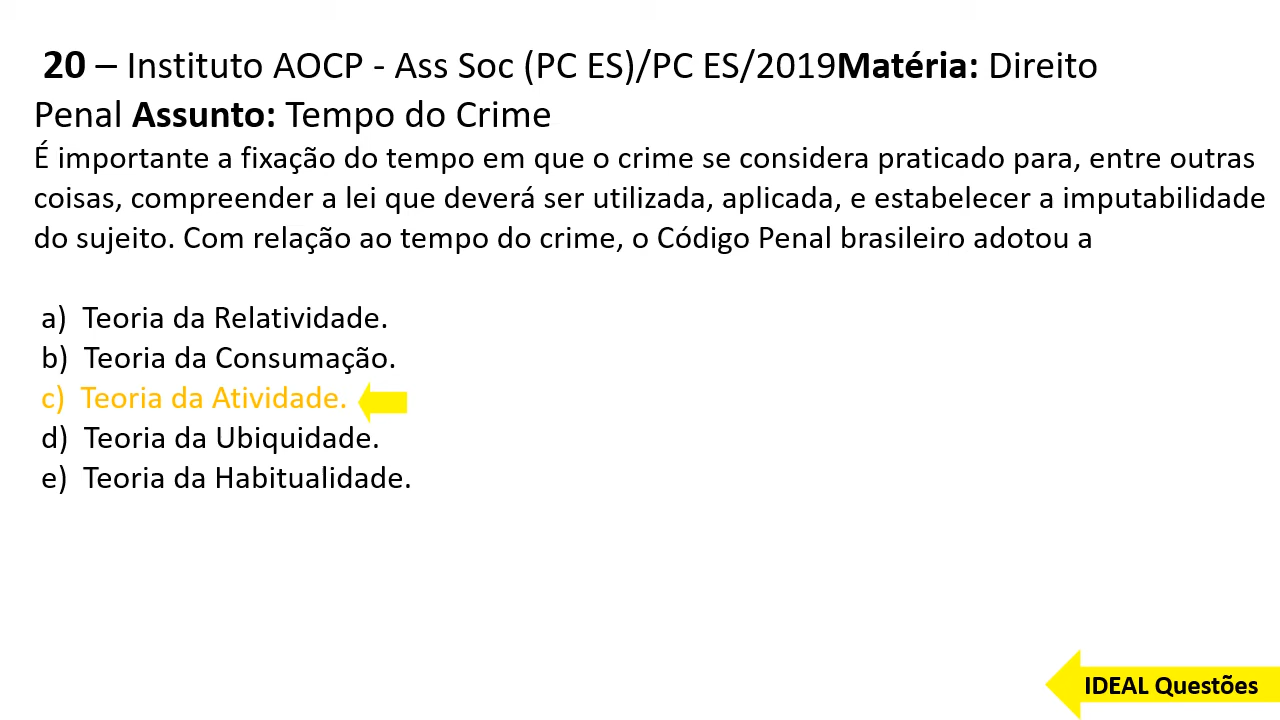 20 – Instituto AOCP - Ass Soc (PC ES)/PC ES/2019Matéria: Direito
Penal Assunto: Tempo do Crime
É importante a fixação do tempo em que o crime se considera praticado para, entre outras
coisas, compreender a lei que deverá ser utilizada, aplicada, e estabelecer a imputabilidade
do sujeito. Com relação ao tempo do crime, o Código Penal brasileiro adotou a
a) Teoria da Relatividade.
b) Teoria da Consumação.
c) Teoria da Atividade.
d) Teoria da Ubiquidade.
e) Teoria da Habitualidade.
IDEAL Questões